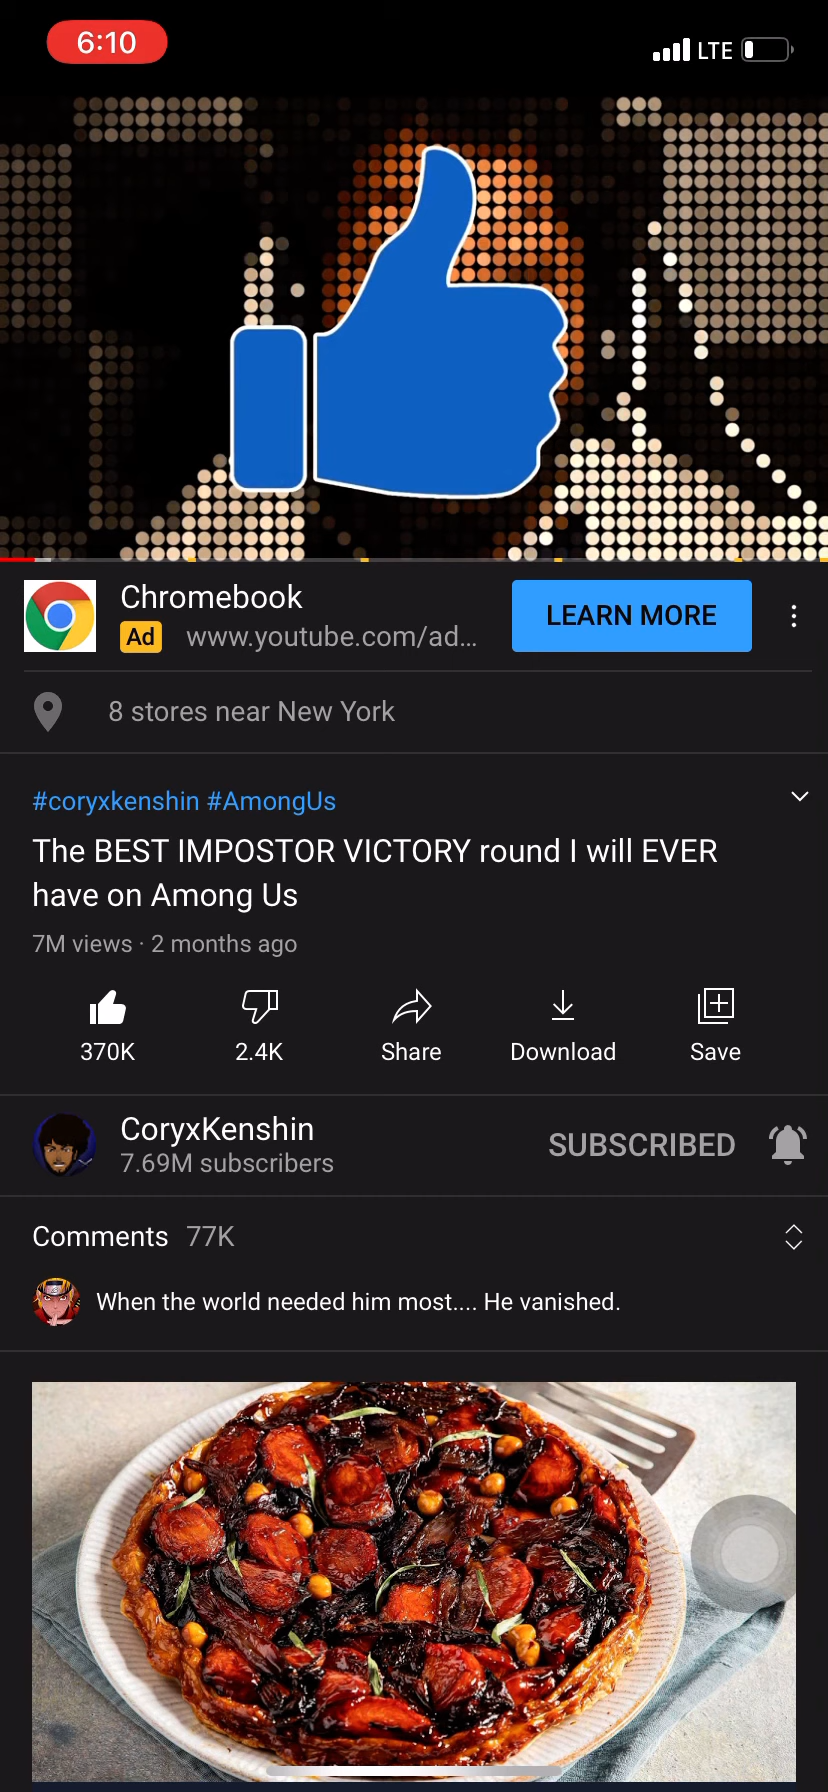 6:10
LTE
Chromebook
LEARN MORE
Ad www.youtube.com/ad...
8 stores near New York
#coryxkenshin #AmongUs
The BEST IMPOSTOR VICTORY round I will EVER
have on Among Us
7M views · 2 months ago
370K 2.4K Share Download Save
CoryxKenshin
SUBSCRIBED
7.69M subscribers
Comments 77K
When the world needed him most.... He vanished.